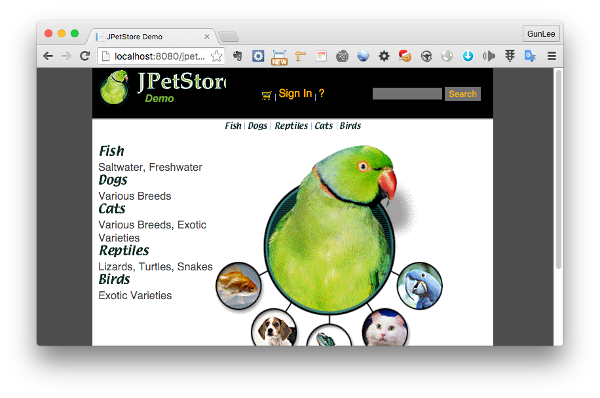 JPetStore Demo
GunLee
localhost:8080/jpet...
NEW
JPetStore
Demo
| Sign In | ?
Search
Fish | Dogs | Reptiles | Cats | Birds
Fish
Saltwater, Freshwater
Dogs
Various Breeds
Cats
Various Breeds, Exotic
Varieties
Reptiles
Lizards, Turtles, Snakes
Birds
Exotic Varieties